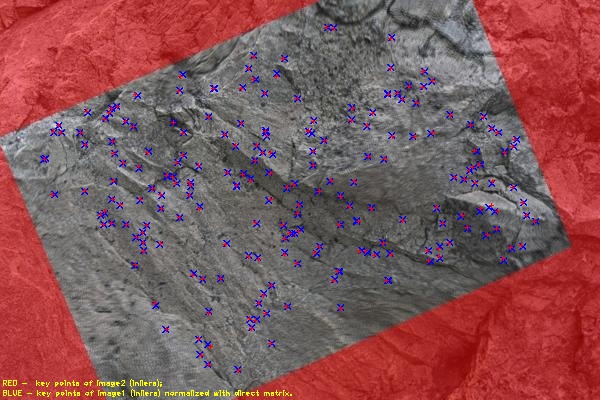 RED - key points of image2 (inliers);
BLUE - key points of image1 (inliers) normalized with direct matrix.